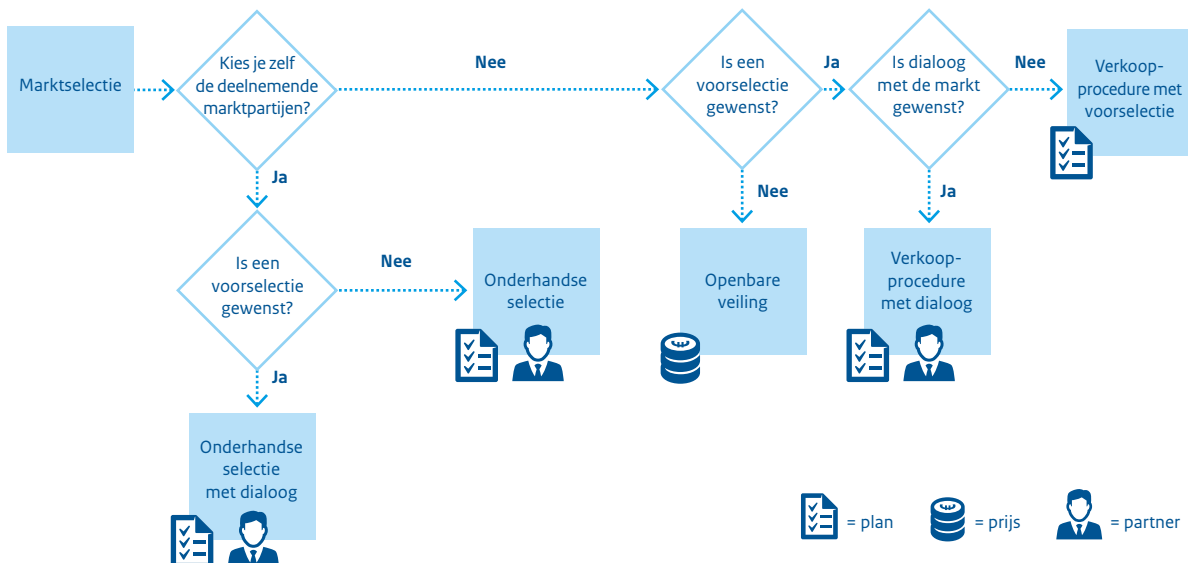 Marktselectie
Kies je zelf
de deelnemende
marktpartijen?
Nee
Is een
voorselectie
gewenst?
Ja
Is dialoog
met de markt
gewenst?
Nee
Verkoop-
procedure met
voorselectie
Ja
Nee
Ja
Is een
voorselectie
gewenst?
Nee
Onderhandse
selectie
Openbare
veiling
Verkoop-
procedure
met dialoog
Ja
Onderhandse
selectie
met dialoog
= plan
= prijs
= partner